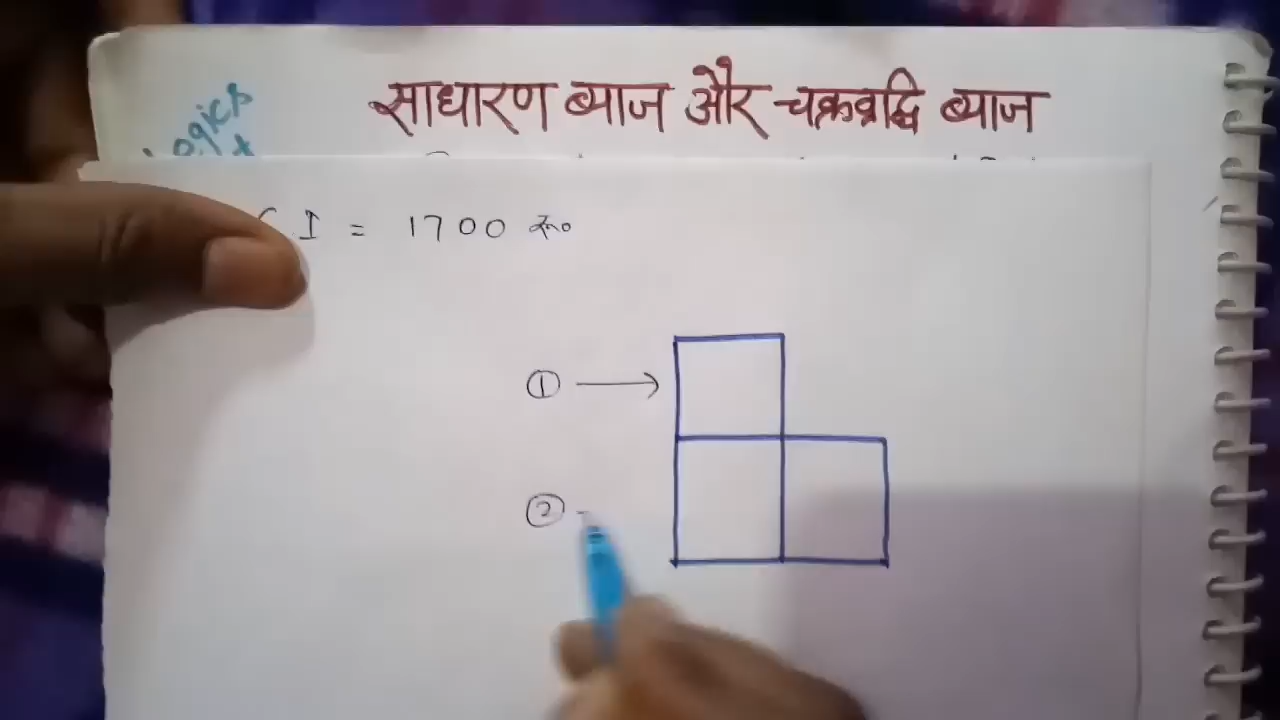 साधारण ब्याज और चक्रवृद्धि ब्याज
I = 1700 रू०
① →
②